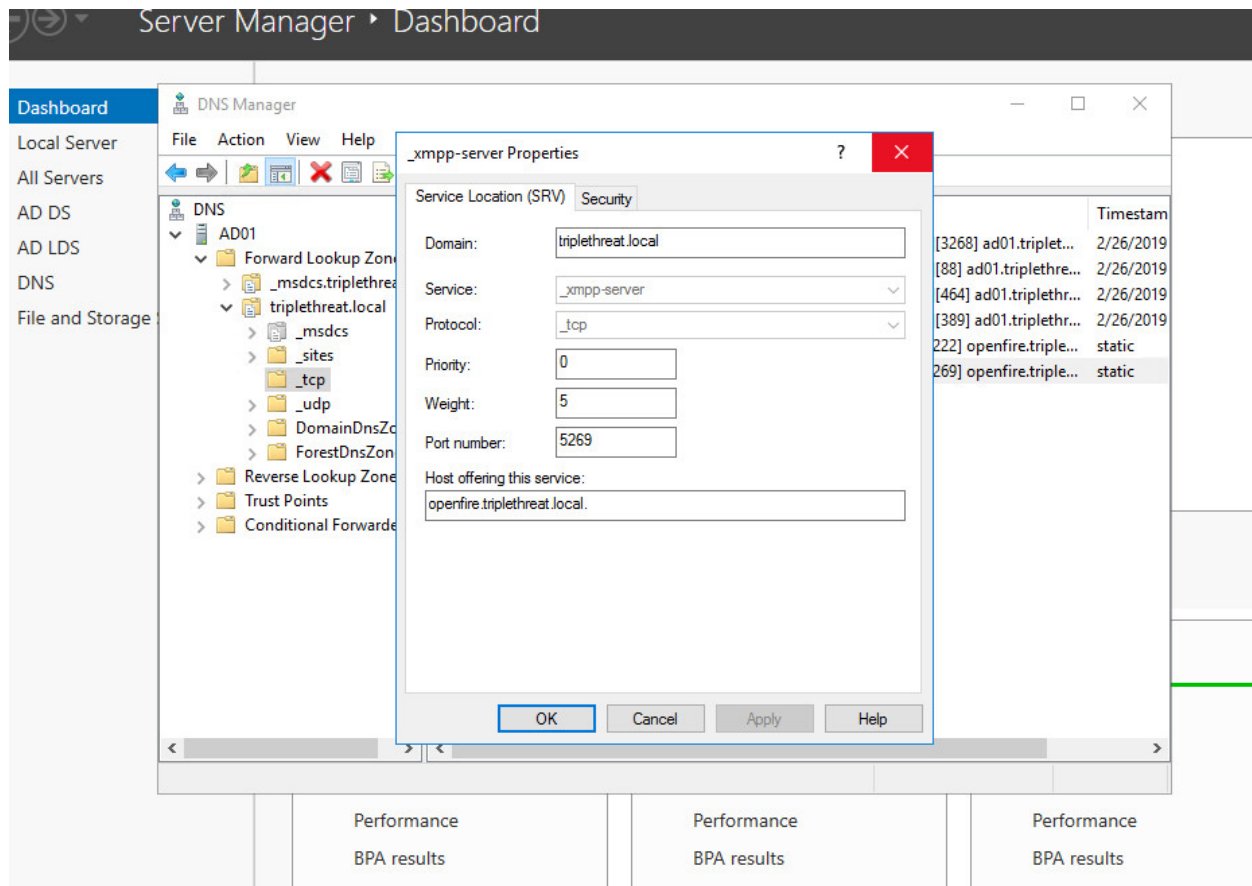 Server Manager ‣ Dashboard
Dashboard
Local Server
All Servers
AD DS
AD LDS
DNS
File and Storage
DNS Manager
File Action View Help
DNS
AD01
Forward Lookup Zon
_msdcs.triplethrea
triplethreat.local
_msdcs
_sites
_tcp
_udp
DomainDnsZo
ForestDnsZon
Reverse Lookup Zone
Trust Points
Conditional Forwarde
_xmpp-server Properties ?
Service Location (SRV) Security
Domain: triplethreat.local
Service: _xmpp-server
Protocol: _tcp
Priority: 0
Weight: 5
Port number: 5269
Host offering this service:
openfire.triplethreat.local.
OK Cancel Apply Help
Timestam
[3268] ad01.triplet... 2/26/2019
[88] ad01.triplethre... 2/26/2019
[464] ad01.triplethr... 2/26/2019
[389] ad01.triplethr... 2/26/2019
222] openfire.triple... static
269] openfire.triple... static
Performance Performance Performance
BPA results BPA results BPA results